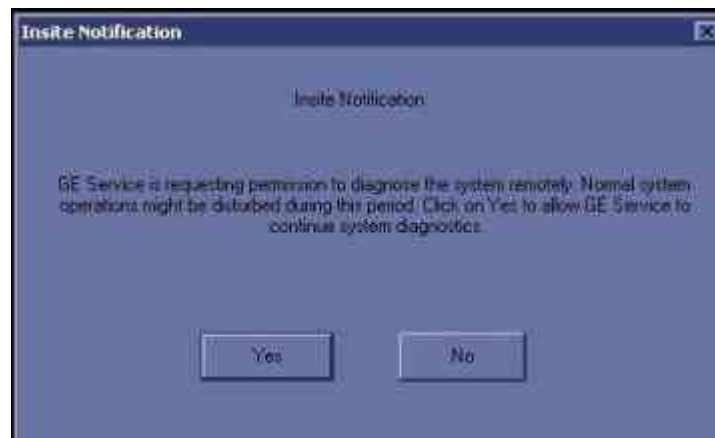 Insite Notification
Insite Notification
GE Service is requesting permission to diagnose the system remotely. Normal system
operations might be disturbed during this period. Click on Yes to allow GE Service to
continue system diagnostics.
Yes
No